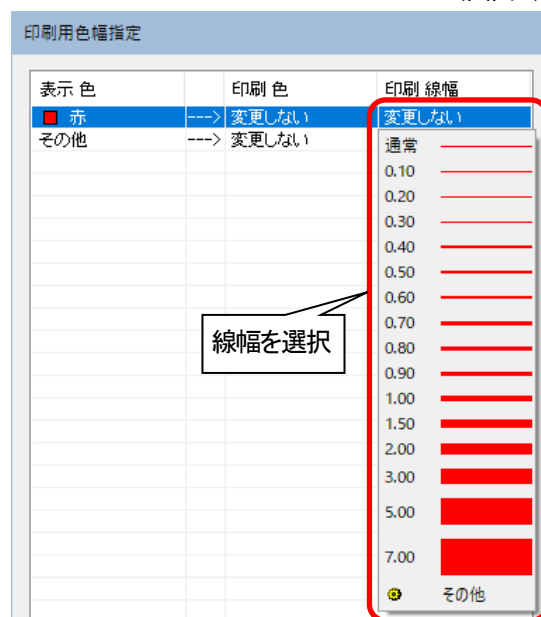 印刷用色幅指定
表示 色 印刷 色 印刷 線幅
赤 ---> 変更しない 変更しない
その他 ---> 変更しない
通常
0.10
0.20
0.30
0.40
0.50
0.60
0.70
0.80
0.90
1.00
1.50
2.00
3.00
5.00
7.00
その他
線幅を選択